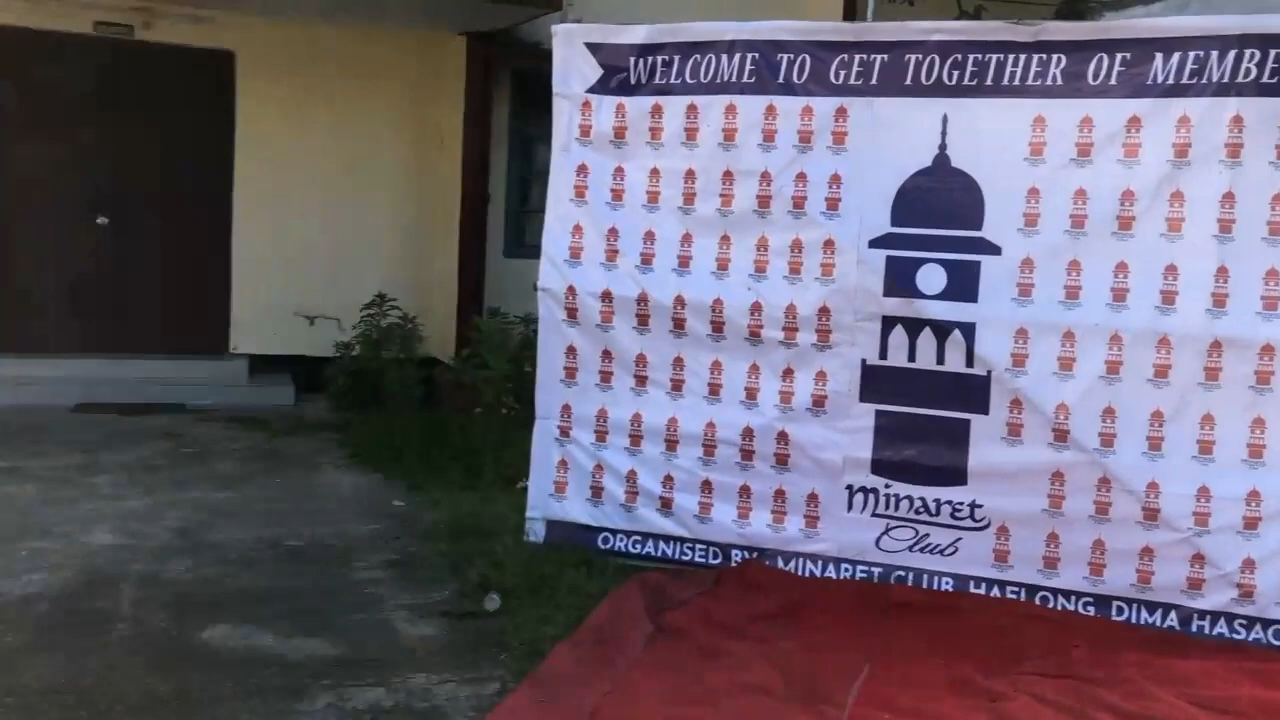 WELCOME TO GET TOGETHER OF MEMBE
Minaret
Club
ORGANISED BY : MINARET CLUB, HAFLONG, DIMA HASAO